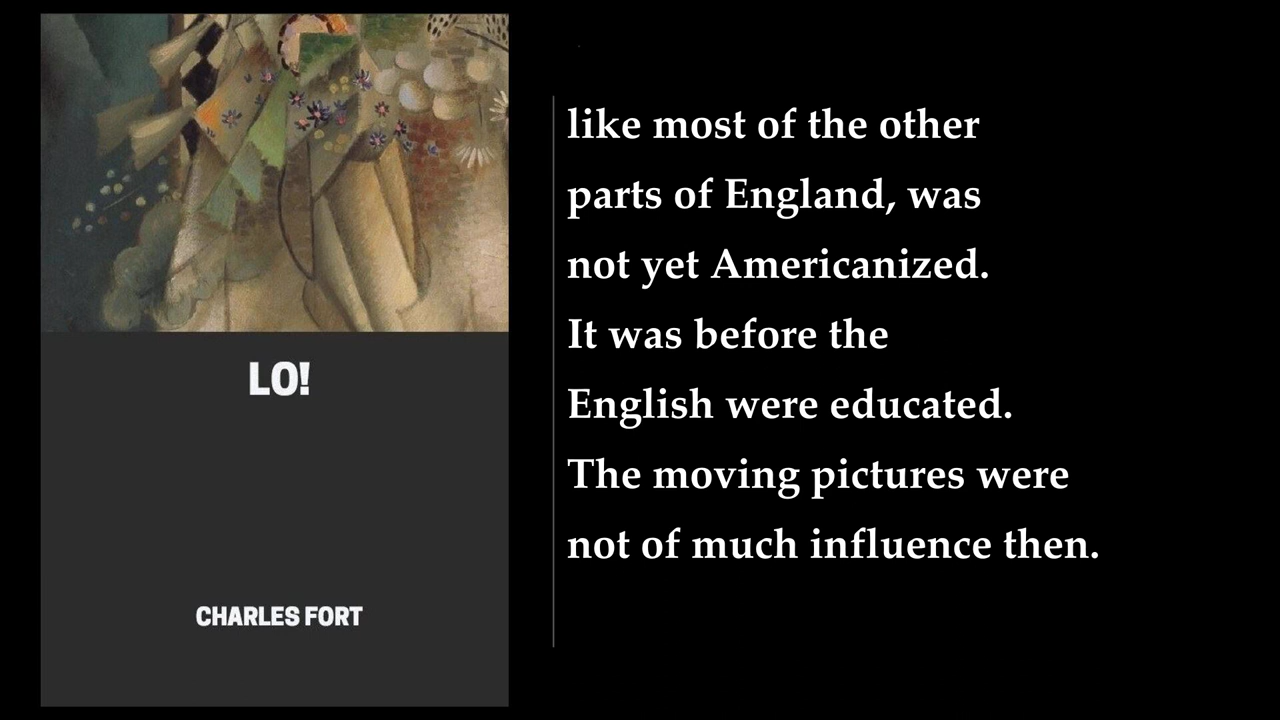 LO!
CHARLES FORT
like most of the other
parts of England, was
not yet Americanized.
It was before the
English were educated.
The moving pictures were
not of much influence then.